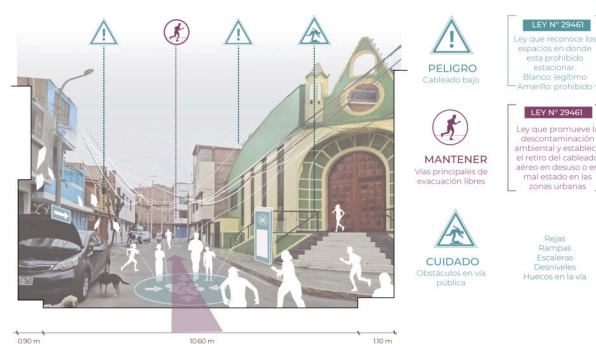 PELIGRO
Cableado bajo
LEY N° 29461
Ley que reconoce los
espacios en donde
esta prohibido
estacionar.
Blanco: legítimo
Amarillo: prohibido
MANTENER
Vías principales de
evacuación libres
LEY N° 29461
Ley que promueve la
descontaminación
ambiental y establec
el retiro del cableado
aéreo en desuso o en
mal estado en las
zonas urbanas
CUIDADO
Obstáculos en vía
pública
Rejas
Rampas
Escaleras
Desniveles
Huecos en la vía
0.90 m
10.60 m
1.10 m